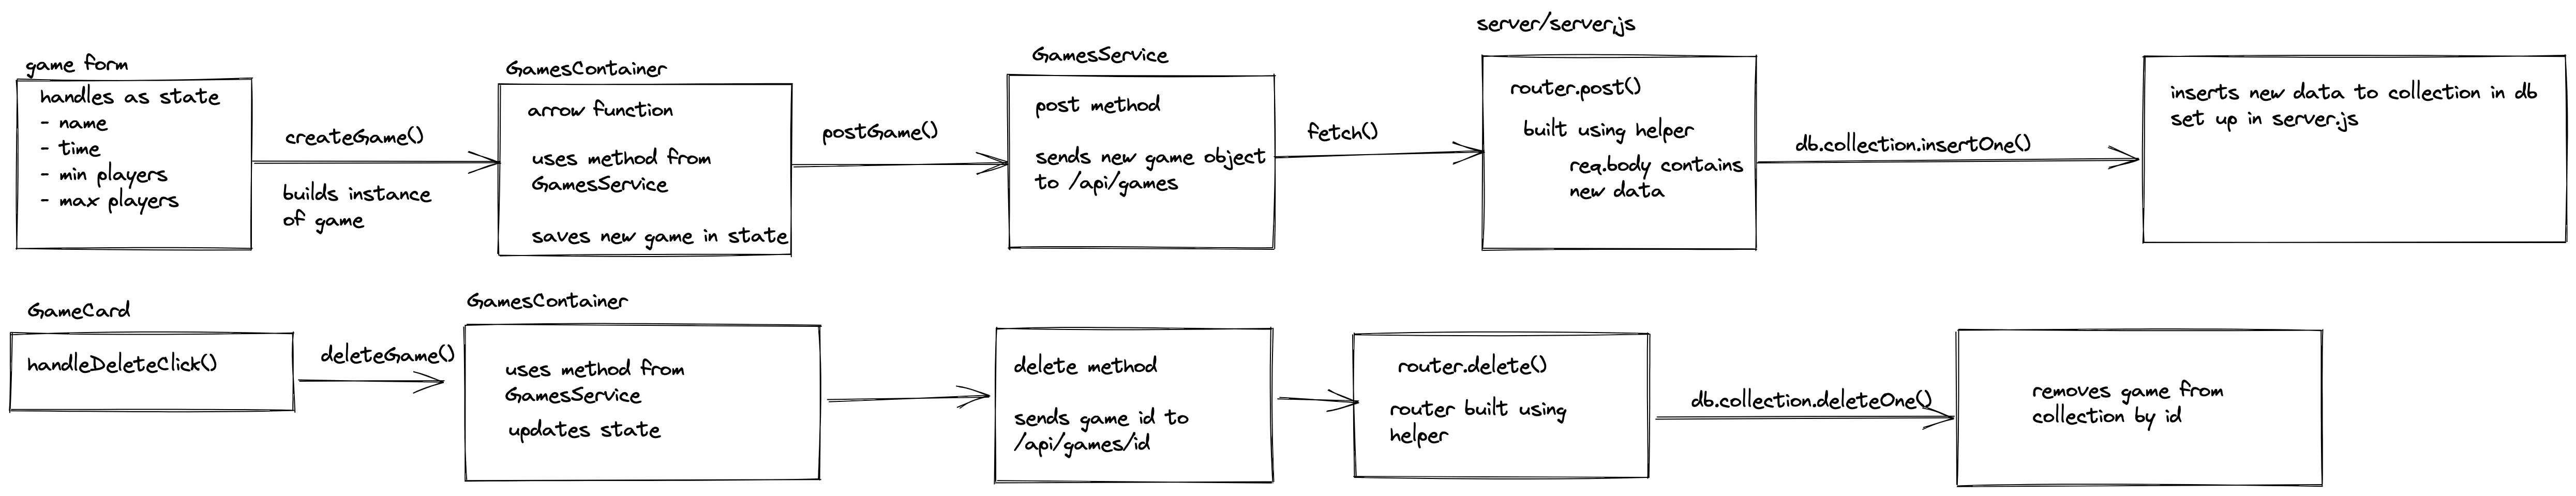 game form
handles as state
- name
- time
- min players
- max players
createGame()
builds instance
of game
GamesContainer
arrow function
uses method from
GamesService
saves new game in state
postGame()
GamesService
post method
sends new game object
to /api/games
fetch()
server/server.js
router.post()
built using helper
req.body contains
new data
db.collection.insertOne()
inserts new data to collection in db
set up in server.js
GameCard
handleDeleteClick()
deleteGame()
GamesContainer
uses method from
GamesService
updates state
delete method
sends game id to
/api/games/id
router.delete()
router built using
helper
db.collection.deleteOne()
removes game from
collection by id